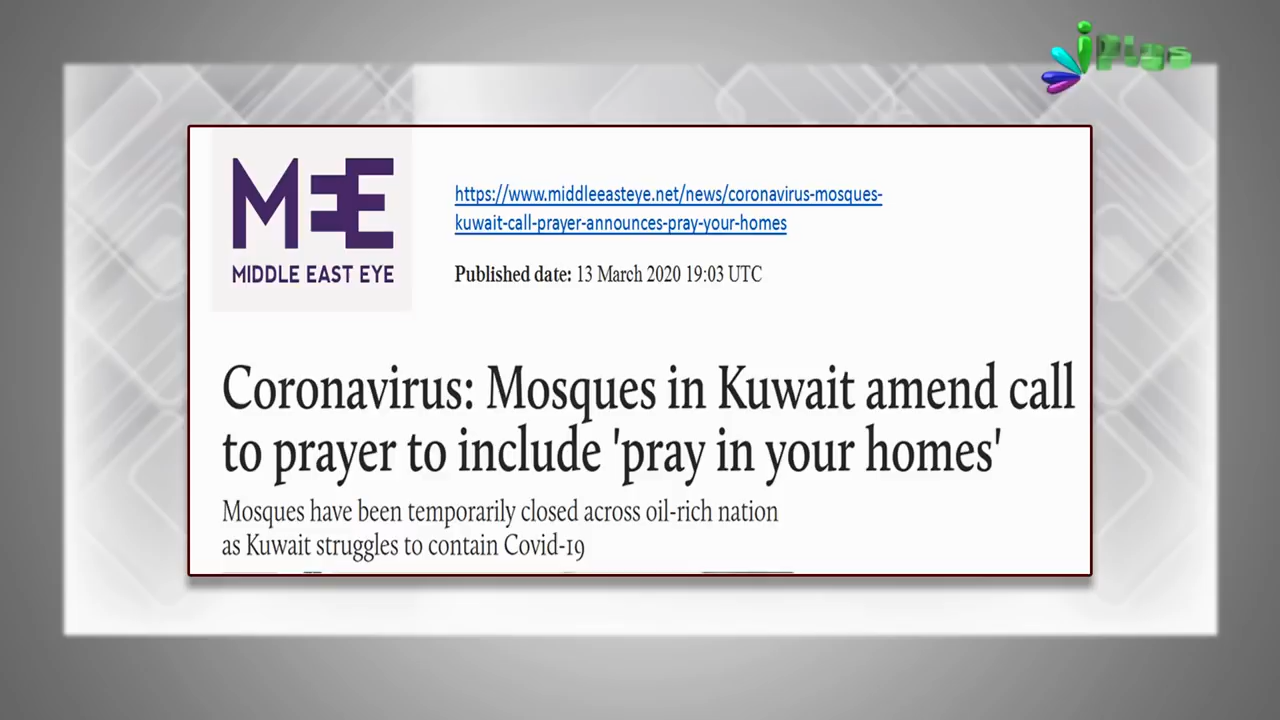 iPlus
MEE
MIDDLE EAST EYE
https://www.middleeasteye.net/news/coronavirus-mosques-
kuwait-call-prayer-announces-pray-your-homes
Published date: 13 March 2020 19:03 UTC
Coronavirus: Mosques in Kuwait amend call
to prayer to include 'pray in your homes'
Mosques have been temporarily closed across oil-rich nation
as Kuwait struggles to contain Covid-19